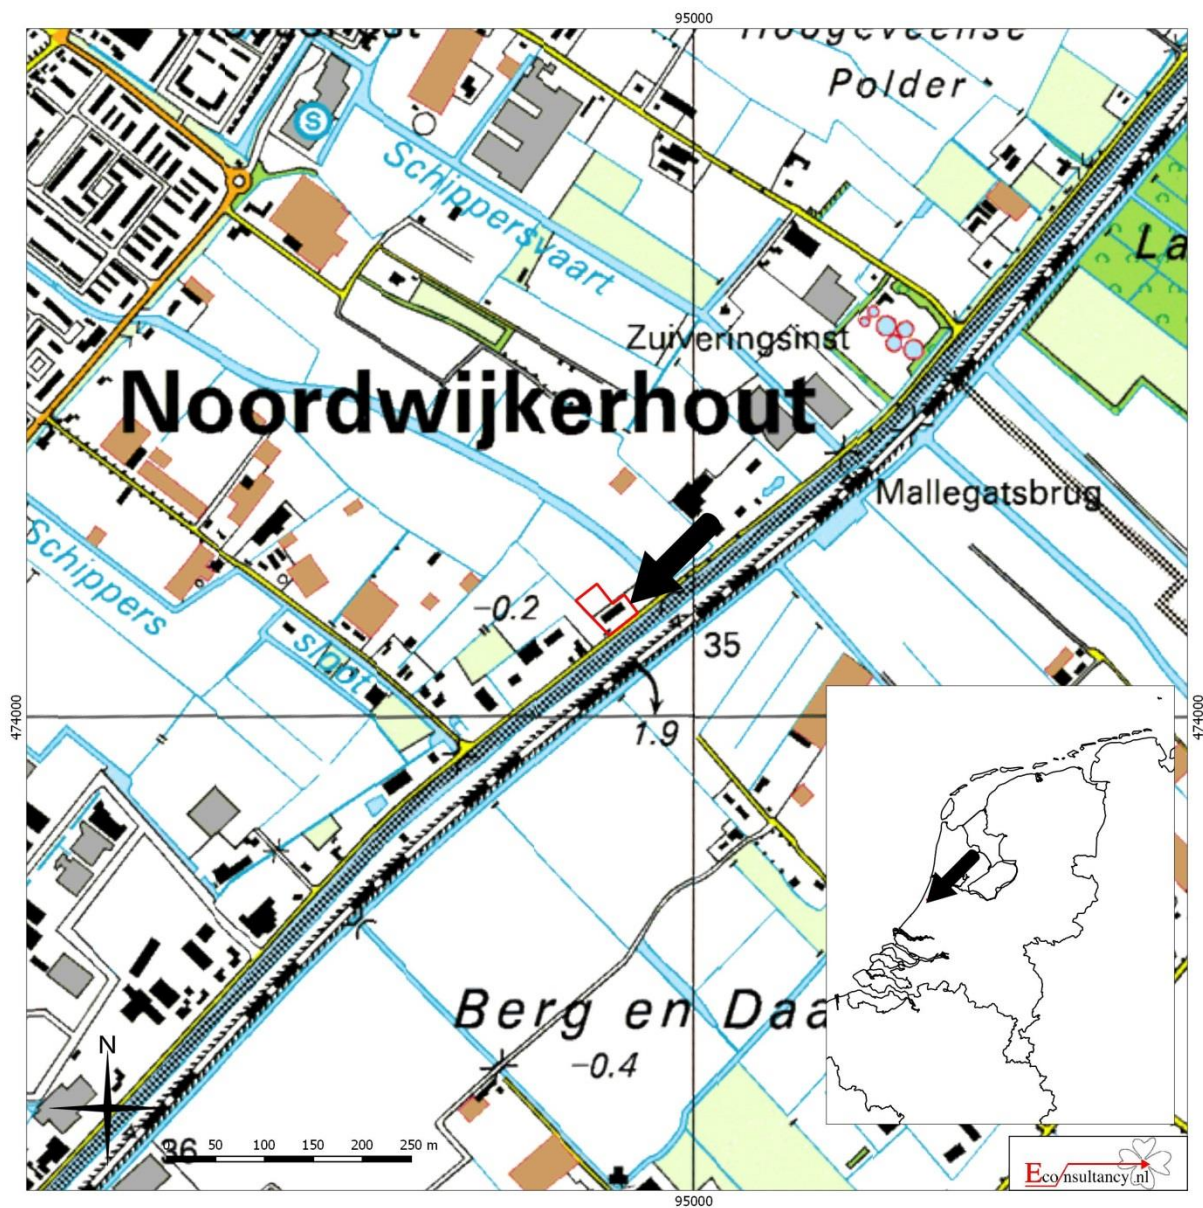 95000
Hoogeveense
Polder
S
Schippersvaart
La
Zuiveringsinst
Noordwijkerhout
Mallegatsbrug
Schippers
sloot
−0.2
35
474000
474000
1.9
Berg en Daa
−0.4
N
36
50 100 150 200 250 m
Econsultancy.nl
95000